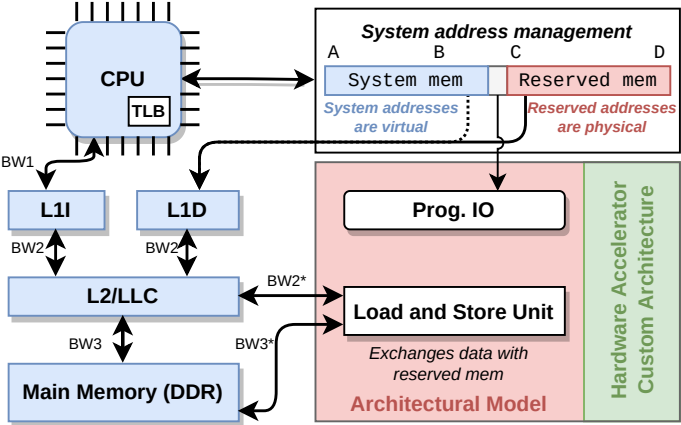 System address management
A B C D
System mem Reserved mem
System addresses
are virtual
Reserved addresses
are physical
CPU
TLB
BW1
L1I
L1D
Prog. IO
BW2
BW2
L2/LLC
BW2*
Load and Store Unit
BW3
BW3*
Exchanges data with
reserved mem
Main Memory (DDR)
Architectural Model
Hardware Accelerator
Custom Architecture